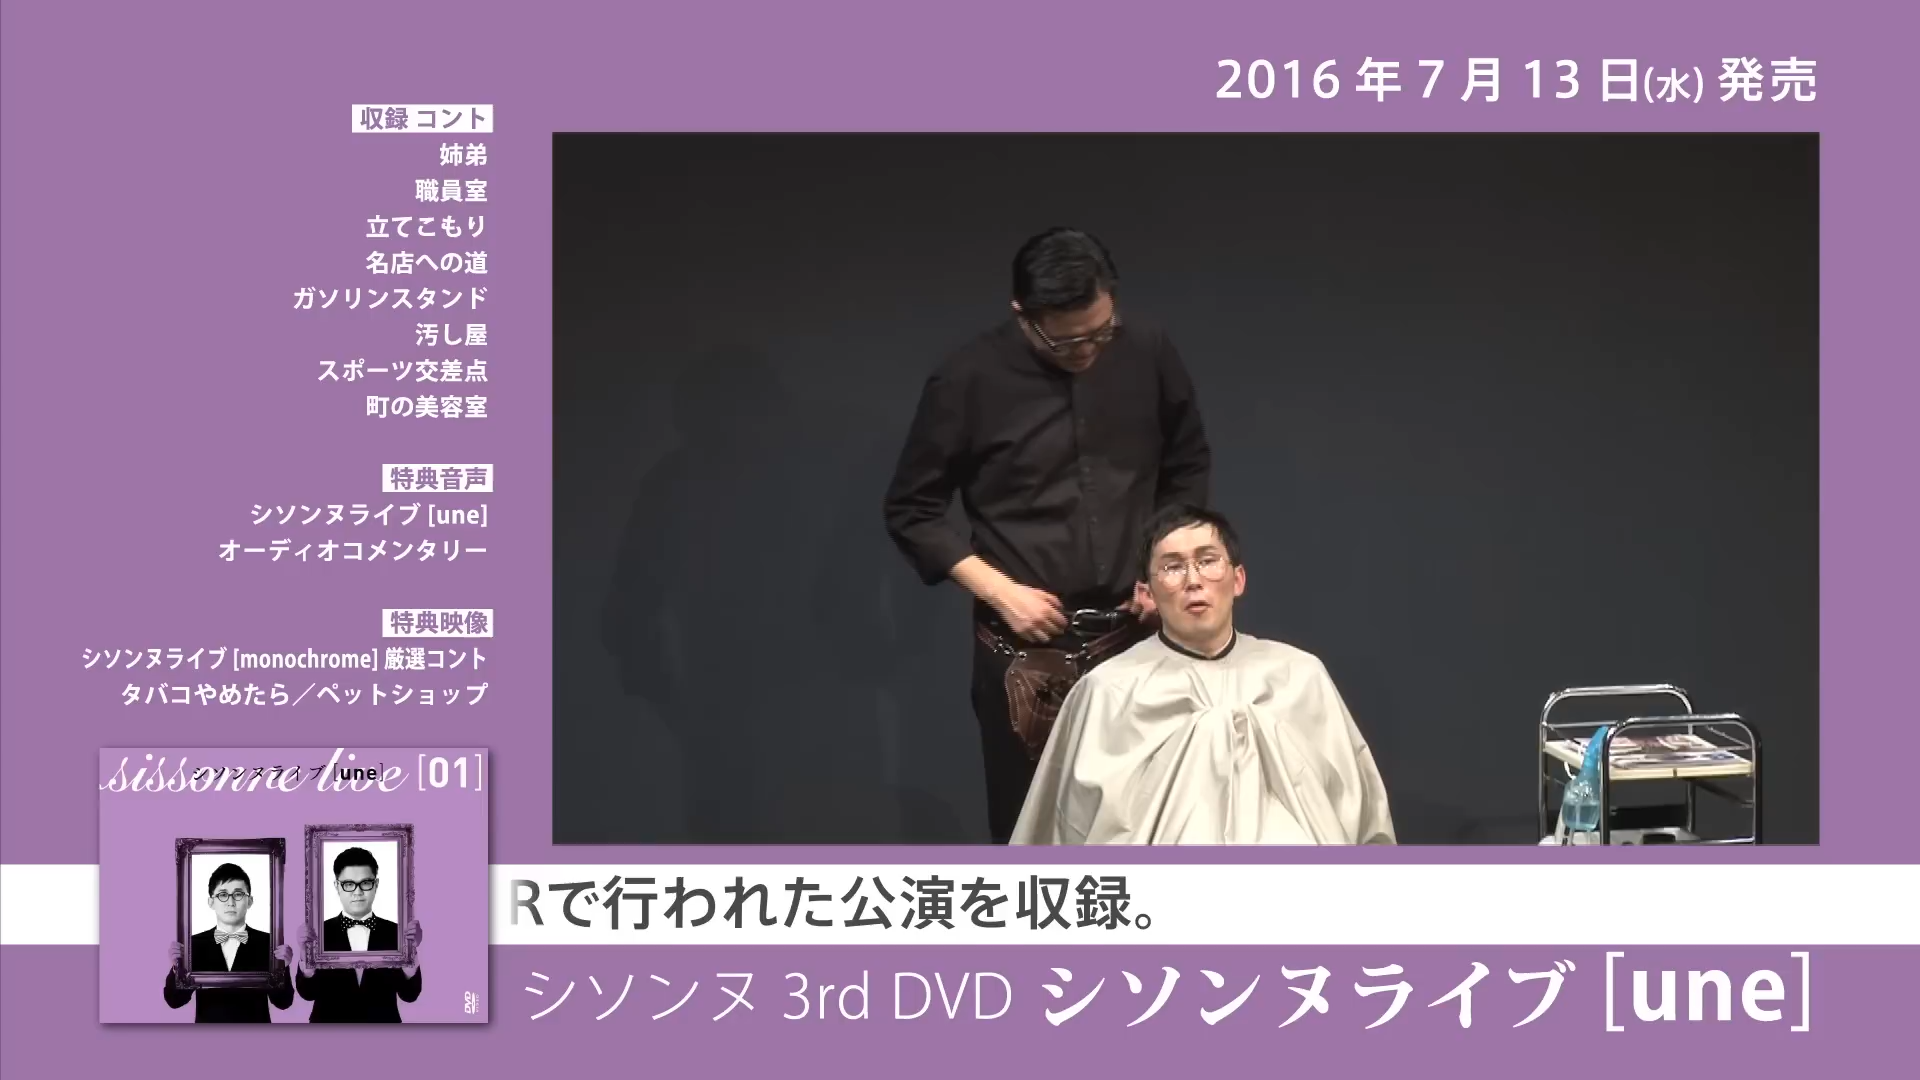 2016年7月13日(水)発売
収録 コント
姉弟
職員室
立てこもり
名店への道
ガソリンスタンド
汚し屋
スポーツ交差点
町の美容室
特典音声
シソンヌライブ [une]
オーディオコメンタリー
特典映像
シソンヌライブ [monochrome] 厳選コント
タバコやめたら／ペットショップ
sissonne live [01]
シソンヌライブ [une]
Rで行われた公演を収録。
シソンヌ 3rd DVD シソンヌライブ [une]